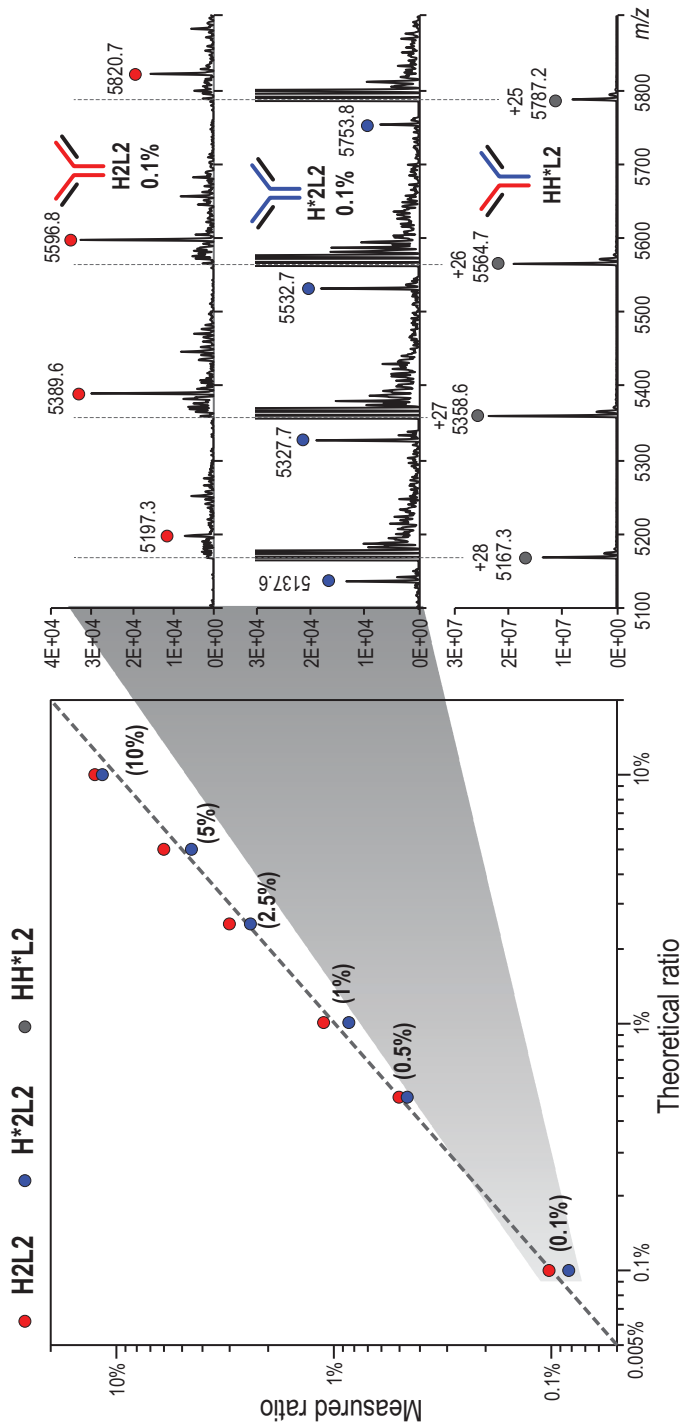 H2L2 H*2L2 HH*L2
Measured ratio
10%
1%
0.1%
(10%)
(5%)
(2.5%)
(1%)
(0.5%)
(0.1%)
0.005%
0.1%
1%
10%
Theoretical ratio
4E+04
3E+04
2E+04
1E+04
0E+00
5197.3
5389.6
5596.8
5820.7
H2L2
0.1%
2E+04
1E+04
0E+00
5137.6
5327.7
5532.7
5753.8
H*2L2
0.1%
3E+07
2E+07
1E+07
0E+00
+28
5167.3
+27
5358.6
+26
5564.7
+25
5787.2
HH*L2
5100 5200 5300 5400 5500 5600 5700 5800 m/z